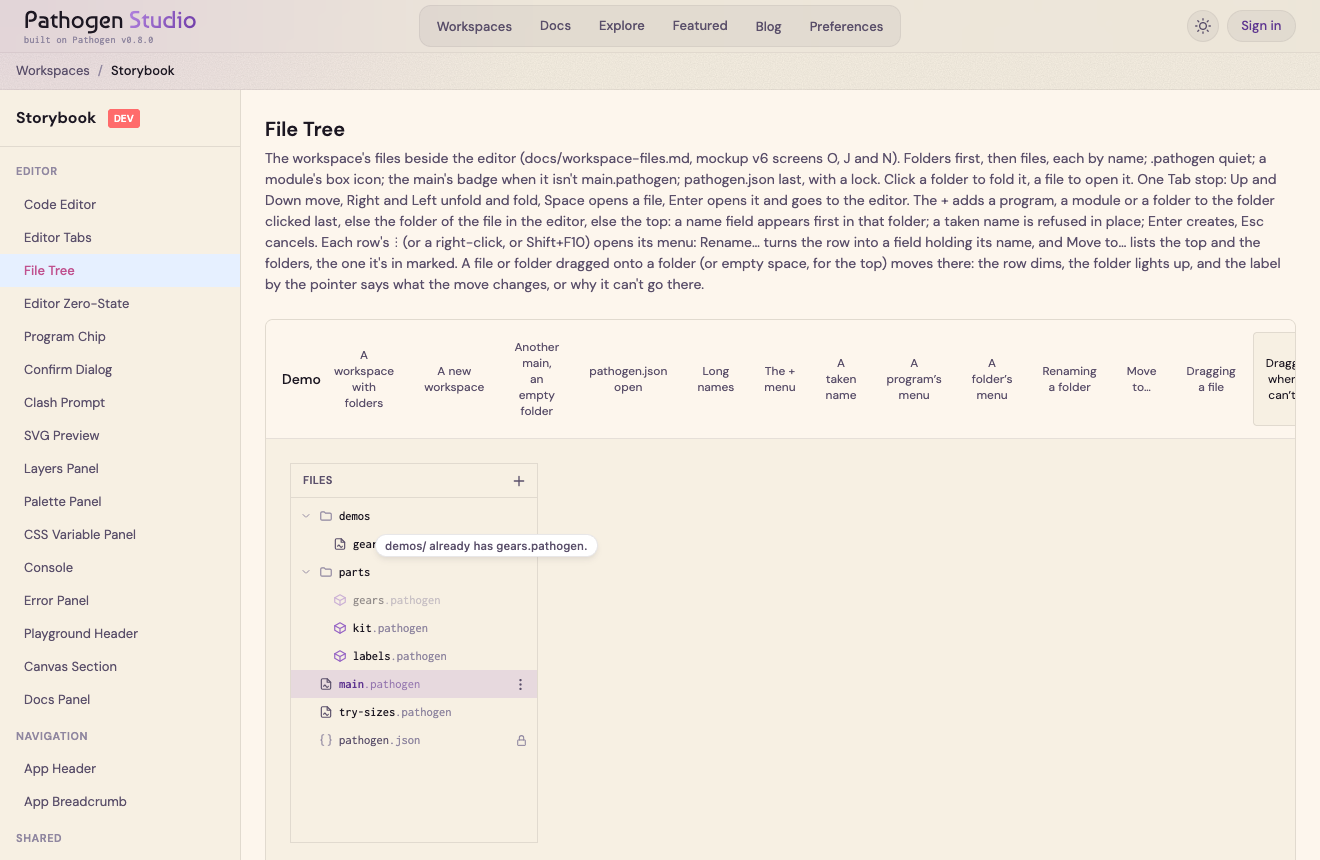 Pathogen Studio
built on Pathogen v0.8.0
Workspaces
Docs
Explore
Featured
Blog
Preferences
Sign in
Workspaces / Storybook
Storybook
DEV
EDITOR
Code Editor
Editor Tabs
File Tree
Editor Zero-State
Program Chip
Confirm Dialog
Clash Prompt
SVG Preview
Layers Panel
Palette Panel
CSS Variable Panel
Console
Error Panel
Playground Header
Canvas Section
Docs Panel
NAVIGATION
App Header
App Breadcrumb
SHARED
File Tree
The workspace's files beside the editor (docs/workspace-files.md, mockup v6 screens O, J and N). Folders first, then files, each by name; .pathogen quiet; a
module's box icon; the main's badge when it isn't main.pathogen; pathogen.json last, with a lock. Click a folder to fold it, a file to open it. One Tab stop: Up and
Down move, Right and Left unfold and fold, Space opens a file, Enter opens it and goes to the editor. The + adds a program, a module or a folder to the folder
clicked last, else the folder of the file in the editor, else the top: a name field appears first in that folder; a taken name is refused in place; Enter creates, Esc
cancels. Each row's ⋮ (or a right-click, or Shift+F10) opens its menu: Rename… turns the row into a field holding its name, and Move to… lists the top and the
folders, the one it's in marked. A file or folder dragged onto a folder (or empty space, for the top) moves there: the row dims, the folder lights up, and the label
by the pointer says what the move changes, or why it can't go there.
Demo
A
workspace
with
folders
A new
workspace
Another
main,
an
empty
folder
pathogen.json
open
Long
names
The +
menu
A
taken
name
A
program's
menu
A
folder's
menu
Renaming
a folder
Move
to…
Dragging
a file
can't
FILES
demos
demos/ already has gears.pathogen.
parts
gears.pathogen
kit.pathogen
labels.pathogen
main.pathogen
try-sizes.pathogen
pathogen.json